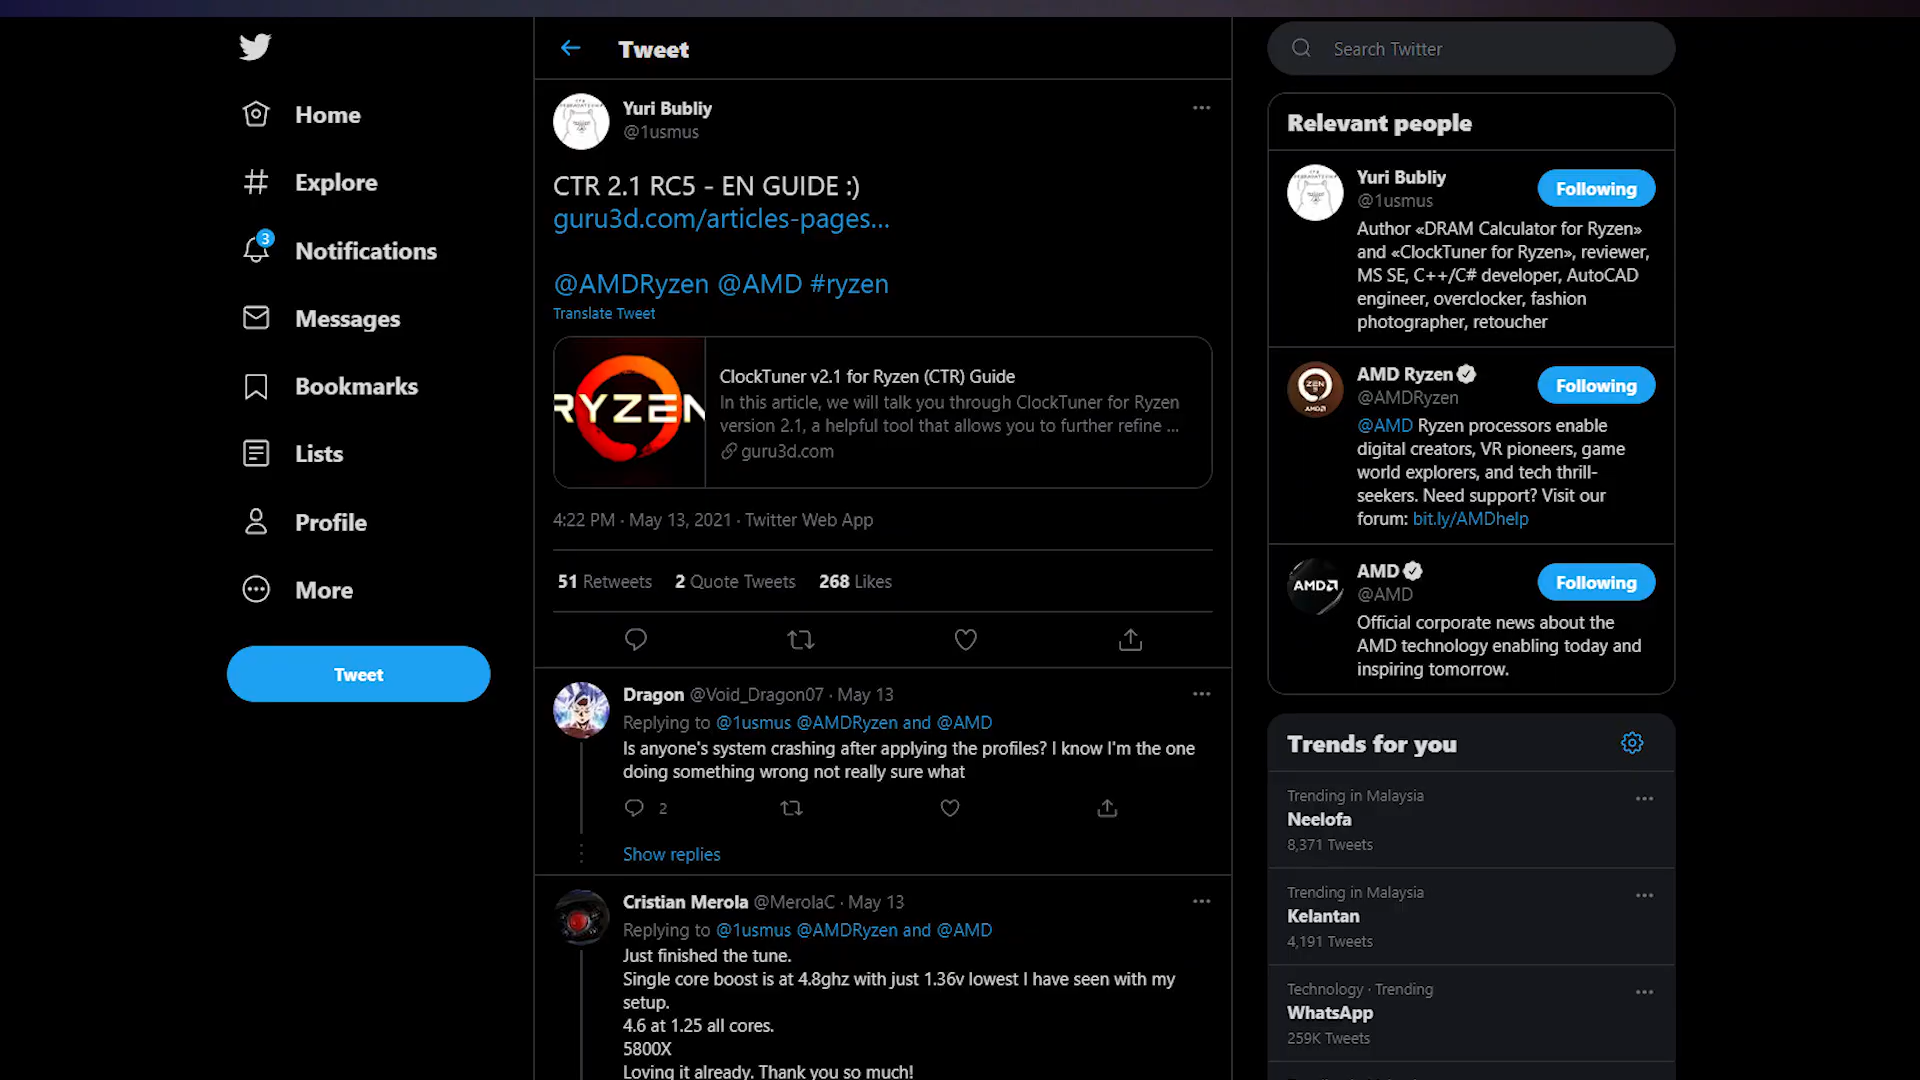 Home
Explore
3
Notifications
Messages
Bookmarks
Lists
Profile
More
Tweet
Tweet
Yuri Bubliy
@1usmus
CTR 2.1 RC5 - EN GUIDE :)
guru3d.com/articles-pages...
@AMDRyzen @AMD #ryzen
Translate Tweet
RYZEN
ClockTuner v2.1 for Ryzen (CTR) Guide
In this article, we will talk you through ClockTuner for Ryzen
version 2.1, a helpful tool that allows you to further refine ...
guru3d.com
4:22 PM · May 13, 2021 · Twitter Web App
51 Retweets 2 Quote Tweets 268 Likes
Dragon @Void_Dragon07 · May 13
Replying to @1usmus @AMDRyzen and @AMD
Is anyone's system crashing after applying the profiles? I know I'm the one
doing something wrong not really sure what
2
Show replies
Cristian Merola @MerolaC · May 13
Replying to @1usmus @AMDRyzen and @AMD
Just finished the tune.
Single core boost is at 4.8ghz with just 1.36v lowest I have seen with my
setup.
4.6 at 1.25 all cores.
5800X
Loving it already. Thank you so much!
Search Twitter
Relevant people
Yuri Bubliy
@1usmus
Following
Author «DRAM Calculator for Ryzen»
and «ClockTuner for Ryzen», reviewer,
MS SE, C++/C# developer, AutoCAD
engineer, overclocker, fashion
photographer, retoucher
ZEN
AMD
AMD Ryzen
@AMDRyzen
Following
@AMD Ryzen processors enable
digital creators, VR pioneers, game
world explorers, and tech thrill-
seekers. Need support? Visit our
forum: bit.ly/AMDhelp
AMD
AMD
@AMD
Following
Official corporate news about the
AMD technology enabling today and
inspiring tomorrow.
Trends for you
Trending in Malaysia
Neelofa
8,371 Tweets
Trending in Malaysia
Kelantan
4,191 Tweets
Technology · Trending
WhatsApp
259K Tweets